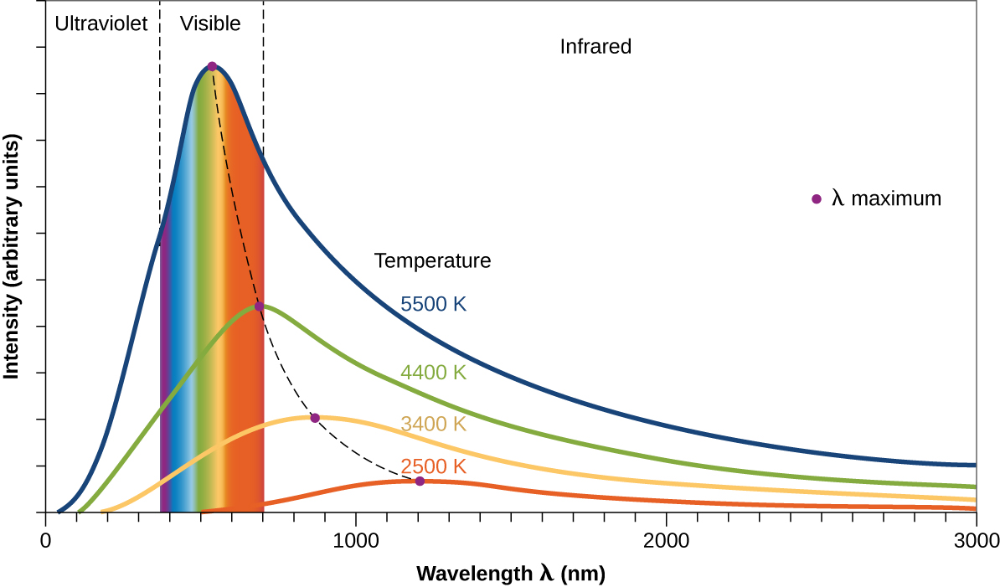 Ultraviolet
Visible
Infrared
λ maximum
Temperature
5500 K
4400 K
3400 K
2500 K
Intensity (arbitrary units)
0
1000
2000
3000
Wavelength λ (nm)